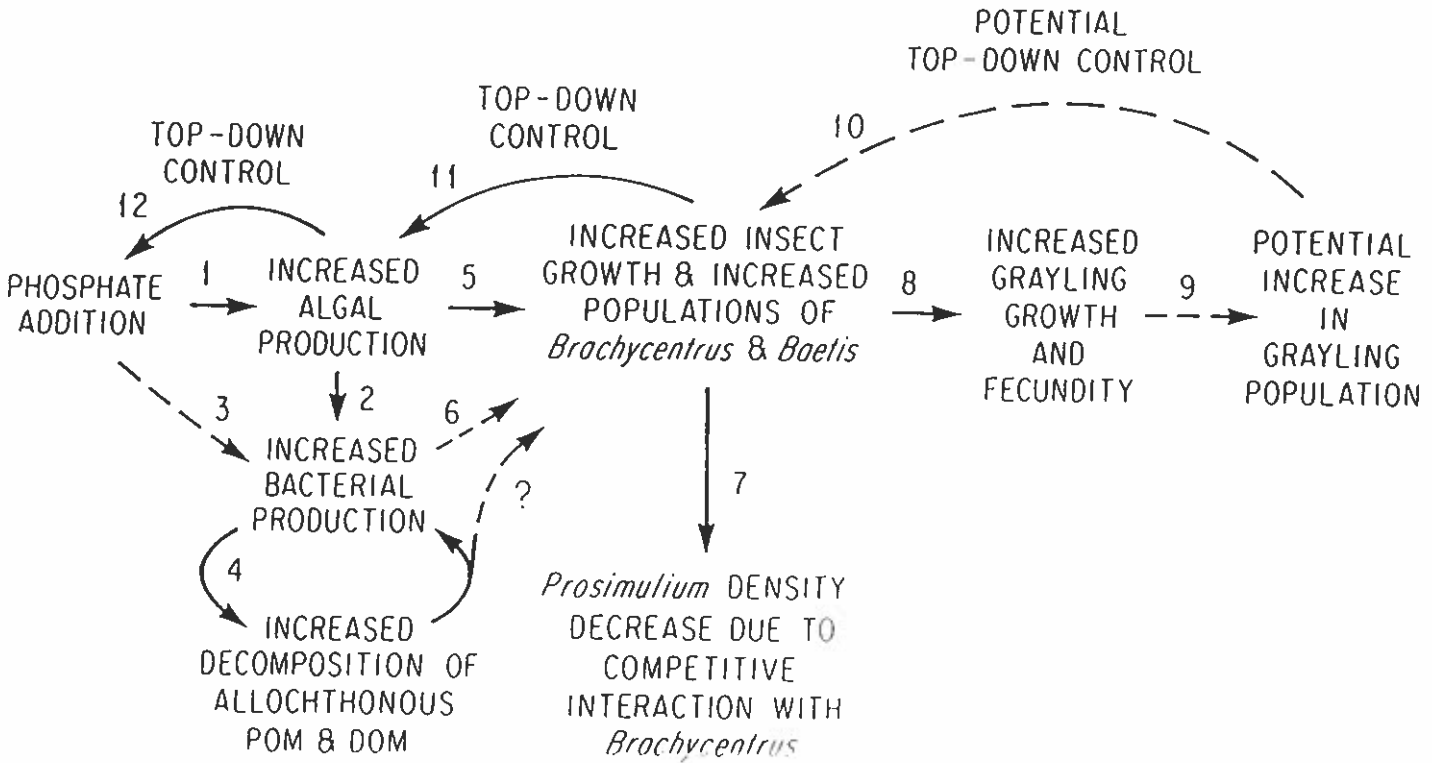 POTENTIAL
TOP-DOWN CONTROL
10
TOP-DOWN
CONTROL
11
TOP-DOWN
CONTROL
12
PHOSPHATE
ADDITION
1
INCREASED
ALGAL
PRODUCTION
5
INCREASED INSECT
GROWTH & INCREASED
POPULATIONS OF
Brachycentrus & Baetis
8
INCREASED
GRAYLING
GROWTH
AND
FECUNDITY
9
POTENTIAL
INCREASE
IN
GRAYLING
POPULATION
2
3
INCREASED
BACTERIAL
PRODUCTION
6
?
7
4
INCREASED
DECOMPOSITION OF
ALLOCHTHONOUS
POM & DOM
Prosimulium DENSITY
DECREASE DUE TO
COMPETITIVE
INTERACTION WITH
Brachycentrus